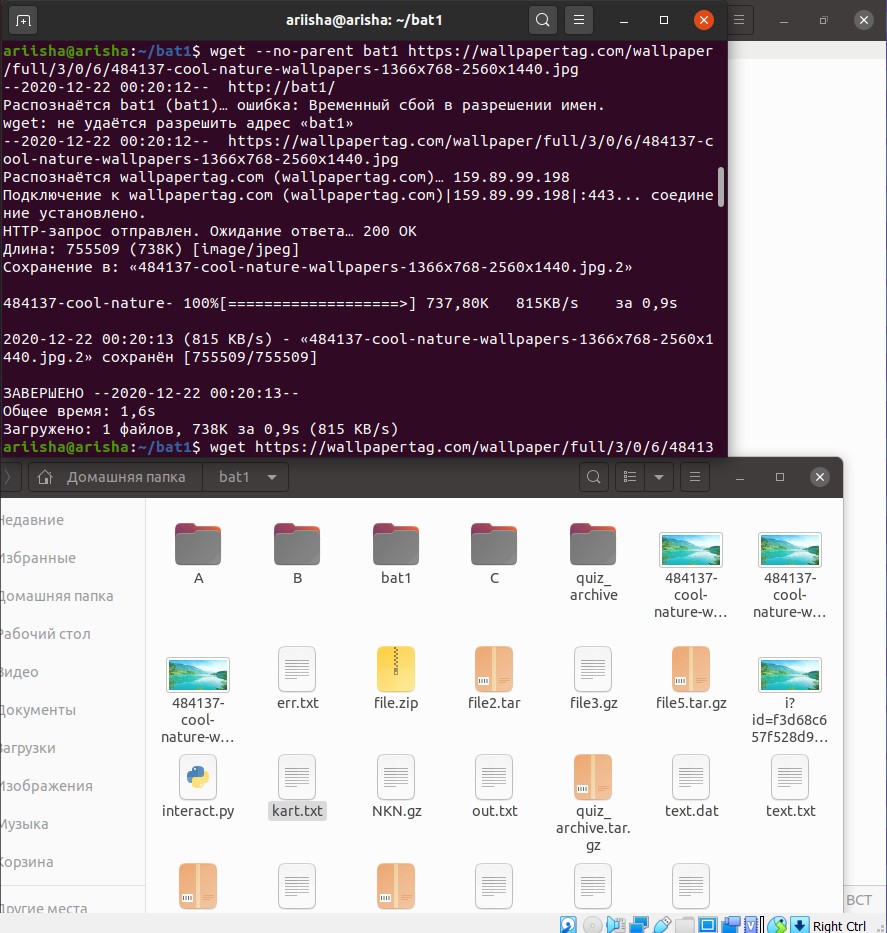 ariisha@arisha: ~/bat1
ariisha@arisha:~/bat1$ wget --no-parent bat1 https://wallpapertag.com/wallpaper
/full/3/0/6/484137-cool-nature-wallpapers-1366x768-2560x1440.jpg
--2020-12-22 00:20:12--  http://bat1/
Распознаётся bat1 (bat1)… ошибка: Временный сбой в разрешении имен.
wget: не удаётся разрешить адрес «bat1»
--2020-12-22 00:20:12--  https://wallpapertag.com/wallpaper/full/3/0/6/484137-c
ool-nature-wallpapers-1366x768-2560x1440.jpg
Распознаётся wallpapertag.com (wallpapertag.com)… 159.89.99.198
Подключение к wallpapertag.com (wallpapertag.com)|159.89.99.198|:443... соедине
ние установлено.
HTTP-запрос отправлен. Ожидание ответа… 200 OK
Длина: 755509 (738K) [image/jpeg]
Сохранение в: «484137-cool-nature-wallpapers-1366x768-2560x1440.jpg.2»
484137-cool-nature- 100%[===================>] 737,80K   815KB/s    за 0,9s
2020-12-22 00:20:13 (815 KB/s) - «484137-cool-nature-wallpapers-1366x768-2560x1
440.jpg.2» сохранён [755509/755509]
ЗАВЕРШЕНО --2020-12-22 00:20:13--
Общее время: 1,6s
Загружено: 1 файлов, 738K за 0,9s (815 KB/s)
ariisha@arisha:~/bat1$ wget https://wallpapertag.com/wallpaper/full/3/0/6/48413
Домашняя папка bat1
Недавние
Избранные
Домашняя папка
Рабочий стол
Видео
Документы
Загрузки
Изображения
Музыка
Корзина
Другие места
A
B
bat1
C
quiz_
archive
484137-
cool-
nature-w…
484137-
cool-
nature-w…
484137-
cool-
nature-w…
err.txt
file.zip
file2.tar
file3.gz
file5.tar.gz
i?
id=f3d68c6
57f528d9…
interact.py
kart.txt
NKN.gz
out.txt
quiz_
archive.tar.
gz
text.dat
text.txt
ВСТ
Right Ctrl